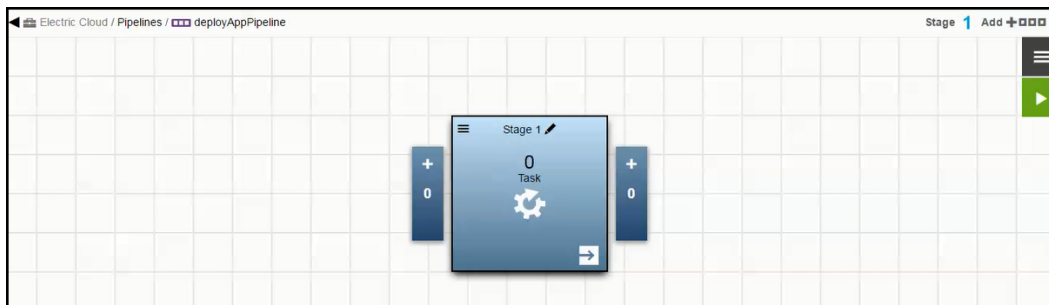 Electric Cloud / Pipelines / deployAppPipeline
Stage 1 Add +
Stage 1
+ 0 Task +
0 0